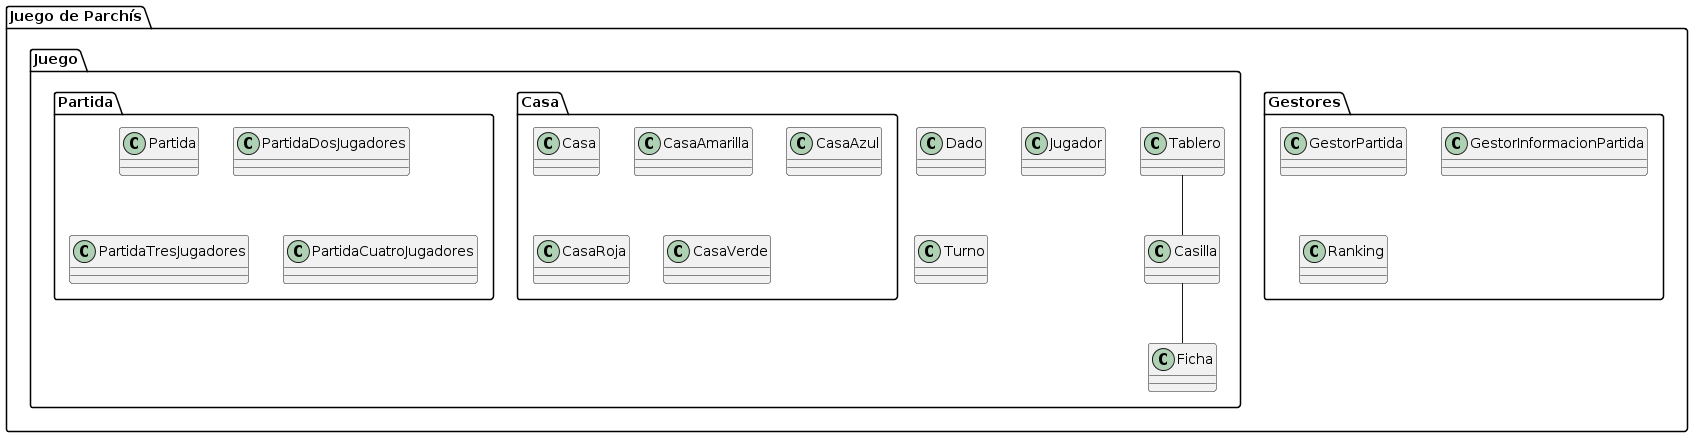 Juego de Parchís
Juego
Partida
Casa
Gestores
C Partida
C PartidaDosJugadores
C Casa
C CasaAmarilla
C CasaAzul
C Dado
C Jugador
C Tablero
C GestorPartida
C GestorInformacionPartida
C PartidaTresJugadores
C PartidaCuatroJugadores
C CasaRoja
C CasaVerde
C Turno
C Casilla
C Ranking
C Ficha